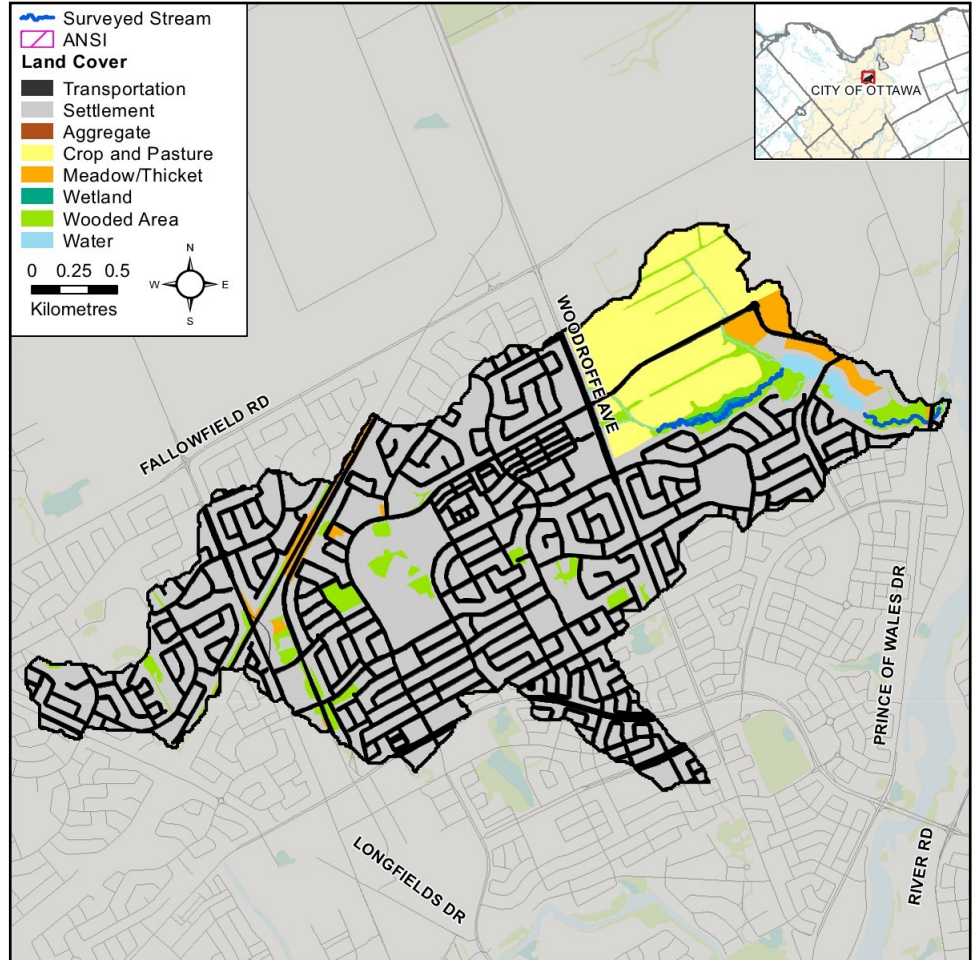 Surveyed Stream
ANSI
Land Cover
Transportation
Settlement
Aggregate
Crop and Pasture
Meadow/Thicket
Wetland
Wooded Area
Water
0 0.25 0.5
Kilometres
N
W E
S
CITY OF OTTAWA
WOODROFFE AVE
FALLOWFIELD RD
PRINCE OF WALES DR
LONGFIELDS DR
RIVER RD